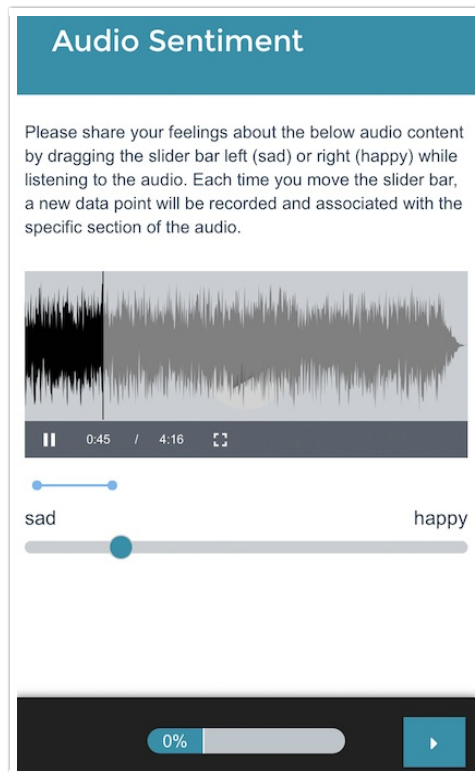 Audio Sentiment
Please share your feelings about the below audio content
by dragging the slider bar left (sad) or right (happy) while
listening to the audio. Each time you move the slider bar,
a new data point will be recorded and associated with the
specific section of the audio.
0:45 / 4:16
sad happy
0%